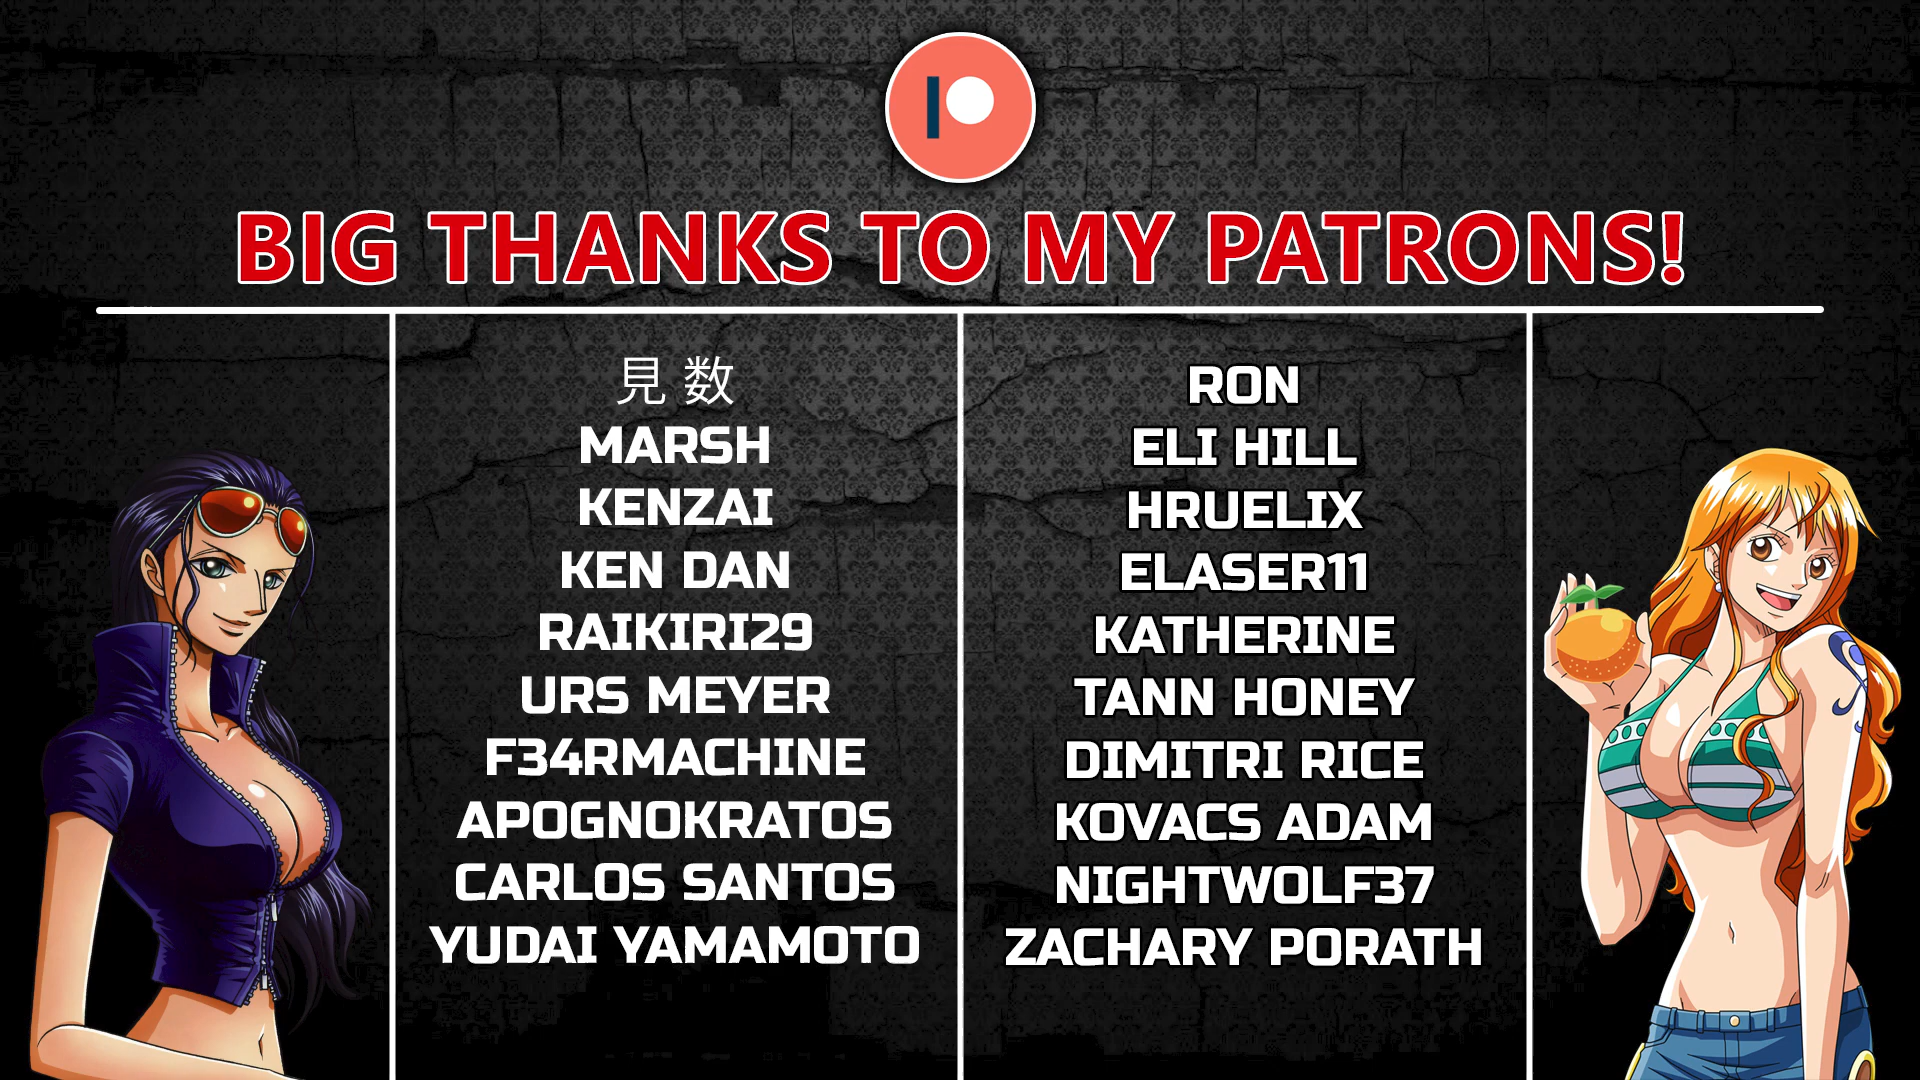 BIG THANKS TO MY PATRONS!
見 数
MARSH
KENZAI
KEN DAN
RAIKIRI29
URS MEYER
F34RMACHINE
APOGNOKRATOS
CARLOS SANTOS
YUDAI YAMAMOTO
RON
ELI HILL
HRUELIX
ELASER11
KATHERINE
TANN HONEY
DIMITRI RICE
KOVACS ADAM
NIGHTWOLF37
ZACHARY PORATH